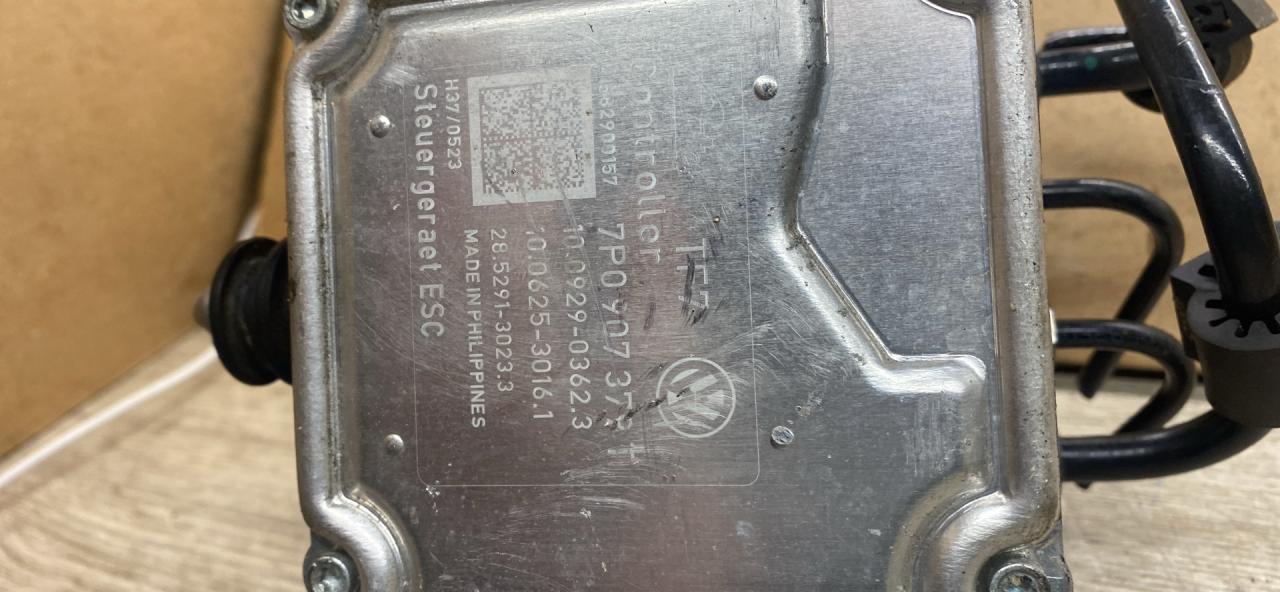 Controller
7P0 907 37
10.0929-0362.3
10.0625-3016.1
28.5291-3023.3
MADE IN PHILIPPINES
H37/0523
Steuergeraet ESC